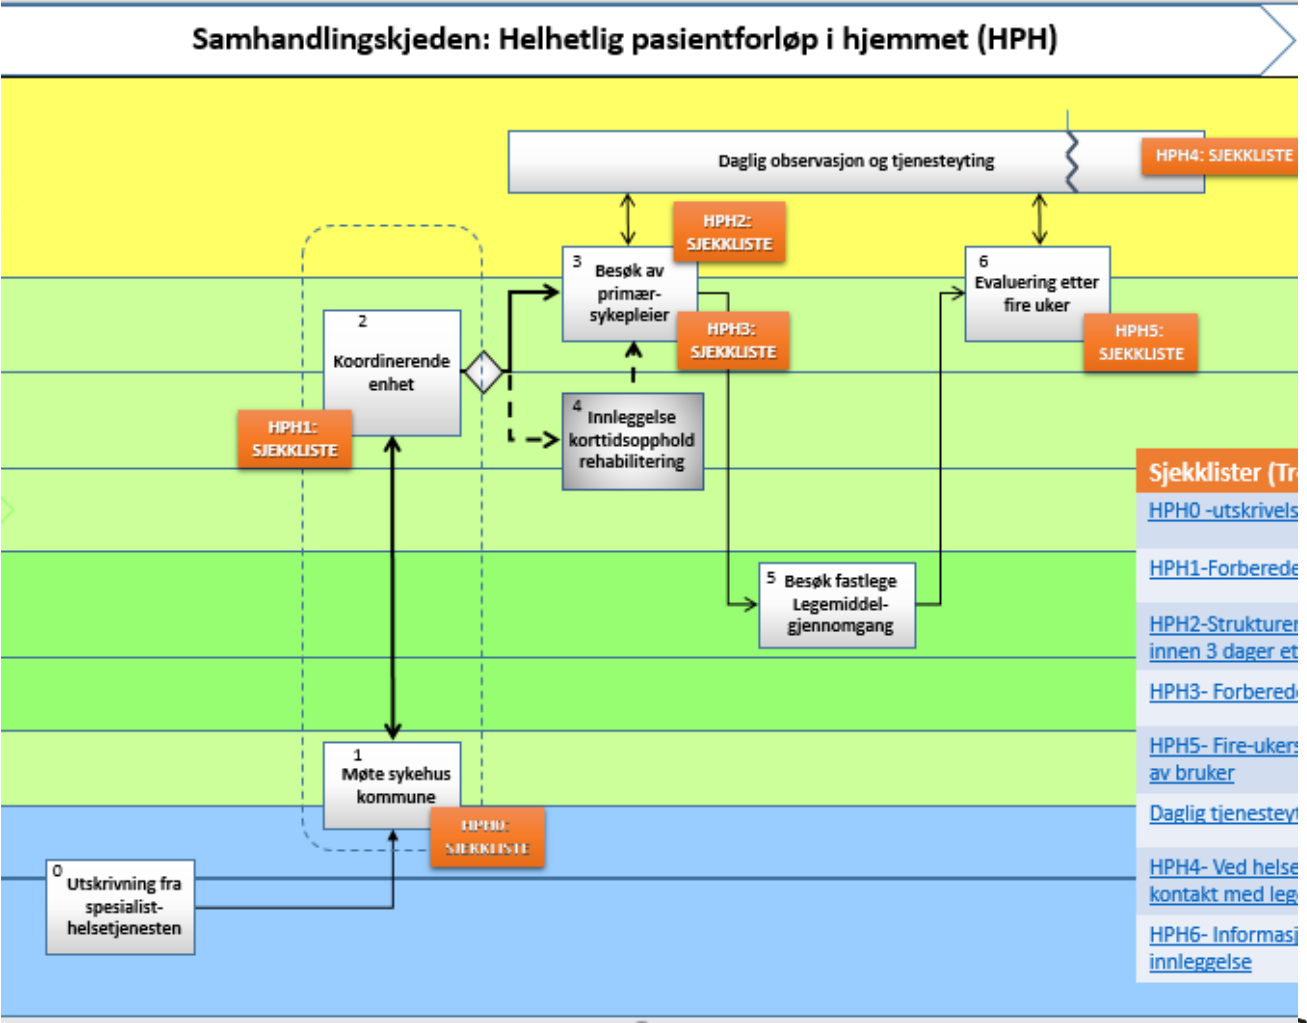 Samhandlingskjeden: Helhetlig pasientforløp i hjemmet (HPH)
Daglig observasjon og tjenesteyting
HPH4: SJEKKLISTE
HPH2:
SJEKKLISTE
3
Besøk av
primær-
sykepleier
6
Evaluering etter
fire uker
2
Koordinerende
enhet
HPH3:
SJEKKLISTE
HPH5:
SJEKKLISTE
HPH1:
SJEKKLISTE
4
Innleggelse
korttidsopphold
rehabilitering
5
Besøk fastlege
Legemiddel-
gjennomgang
1
Møte sykehus
kommune
HPH0:
SJEKKLISTE
0
Utskrivning fra
spesialist-
helsetjenesten
Sjekklister (Tr
HPH0 -utskrivels
HPH1-Forberede
HPH2-Strukturer
innen 3 dager et
HPH3- Forberede
HPH5- Fire-ukers
av bruker
Daglig tjenesteyt
HPH4- Ved helse
kontakt med leg
HPH6- Informasj
innleggelse